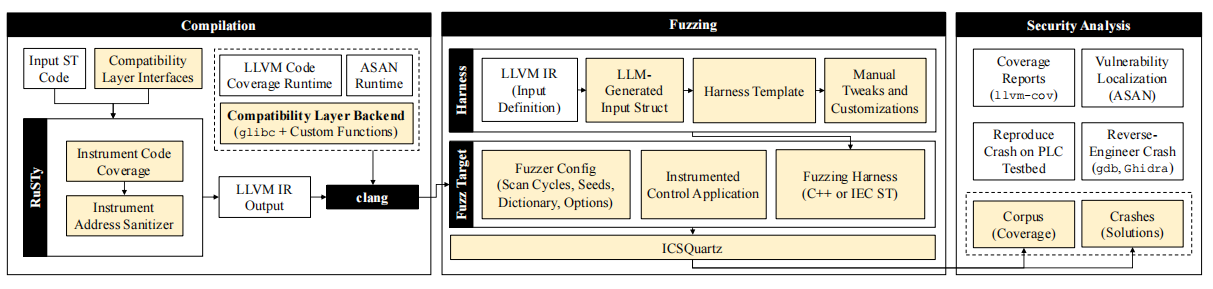 Compilation
Input ST
Code
Compatibility
Layer Interfaces
LLVM Code
Coverage Runtime
ASAN
Runtime
Compatibility Layer Backend
(glibc + Custom Functions)
RuSTy
Instrument Code
Coverage
Instrument
Address Sanitizer
LLVM IR
Output
clang
Fuzzing
Harness
LLVM IR
(Input
Definition)
LLM-
Generated
Input Struct
Harness Template
Manual
Tweaks and
Customizations
Fuzz Target
Fuzzer Config
(Scan Cycles, Seeds,
Dictionary, Options)
Instrumented
Control Application
Fuzzing Harness
(C++ or IEC ST)
ICSQuartz
Security Analysis
Coverage
Reports
(llvm-cov)
Vulnerability
Localization
(ASAN)
Reproduce
Crash on PLC
Testbed
Reverse-
Engineer Crash
(gdb, Ghidra)
Corpus
(Coverage)
Crashes
(Solutions)